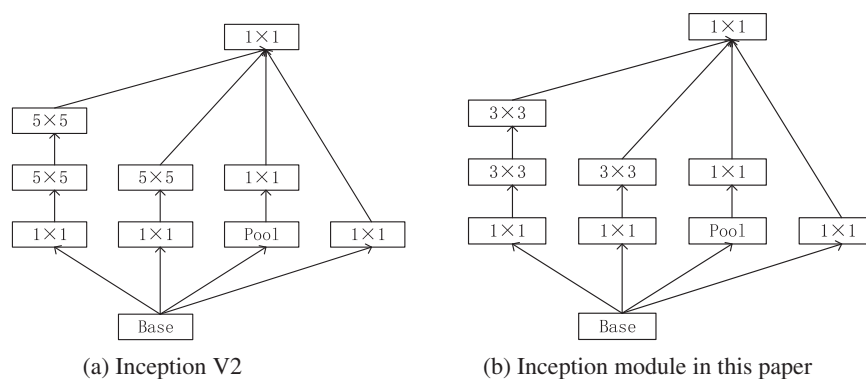 1×1
5×5
5×5 5×5 1×1
1×1 1×1 Pool 1×1
Base
(a) Inception V2
1×1
3×3
3×3 3×3 1×1
1×1 1×1 Pool 1×1
Base
(b) Inception module in this paper